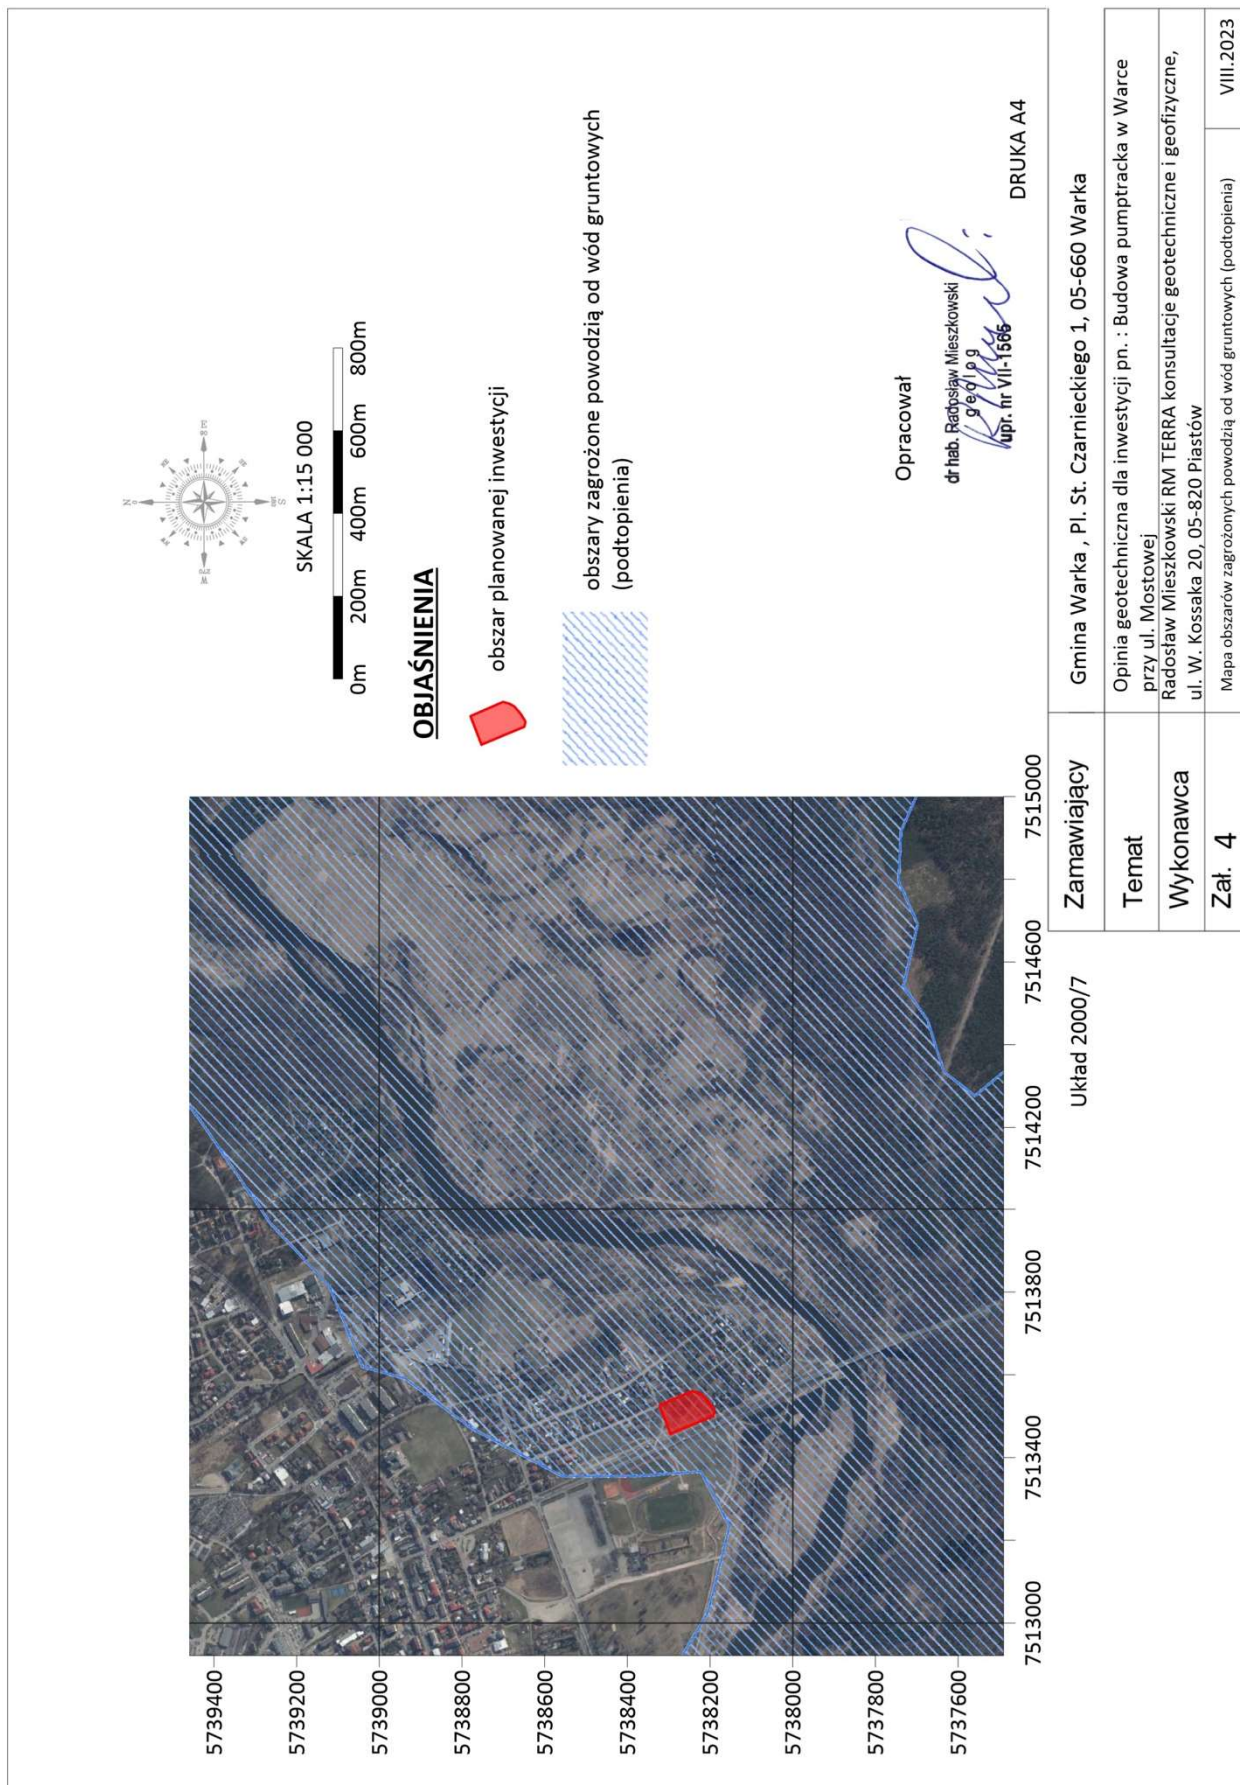 N
0
W
270
E
90
S
180
SKALA 1:15 000
0m 200m 400m 600m 800m
OBJAŚNIENIA
obszar planowanej inwestycji
obszary zagrożone powodzią od wód gruntowych
(podtopienia)
5739400
5739200
5739000
5738800
5738600
5738400
5738200
5738000
5737800
5737600
7513000 7513400 7513800 7514200 7514600 7515000
Układ 2000/7
Opracował
dr hab. Radosław Mieszkowski
geolog
upr. nr VII-1565
DRUKA A4
Zamawiający
Gmina Warka , Pl. St. Czarnieckiego 1, 05-660 Warka
Temat
Opinia geotechniczna dla inwestycji pn. : Budowa pumptracka w Warce
przy ul. Mostowej
Wykonawca
Radosław Mieszkowski RM TERRA konsultacje geotechniczne i geofizyczne,
ul. W. Kossaka 20, 05-820 Piastów
Zał. 4
Mapa obszarów zagrożonych powodzią od wód gruntowych (podtopienia)
VIII.2023